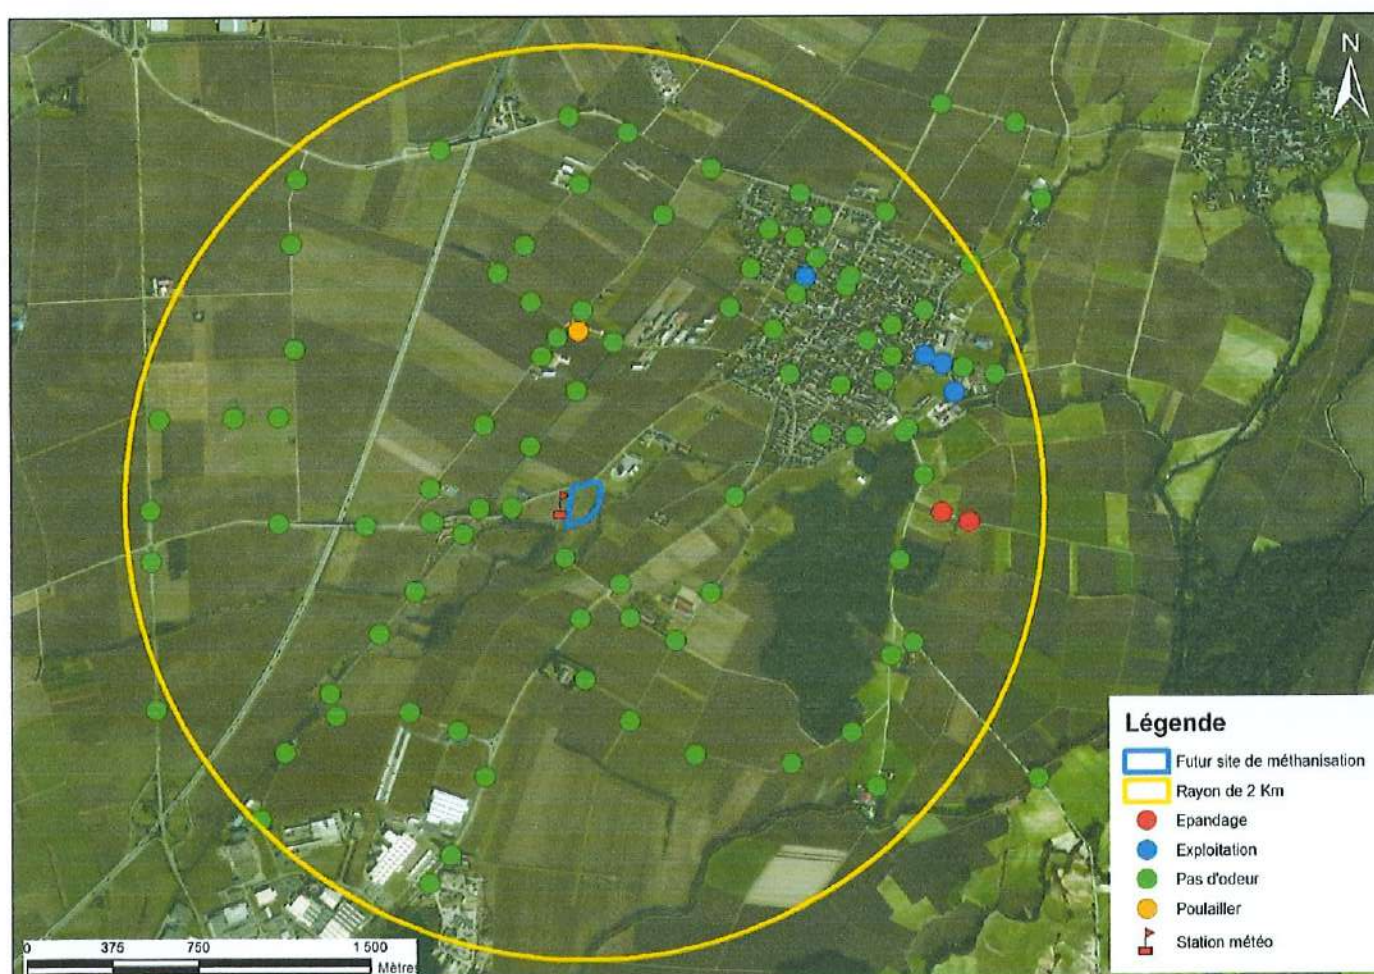 N
Légende
Futur site de méthanisation
Rayon de 2 Km
Epandage
Exploitation
Pas d'odeur
Poulailler
Station météo
0 375 750 1 500
Mètres